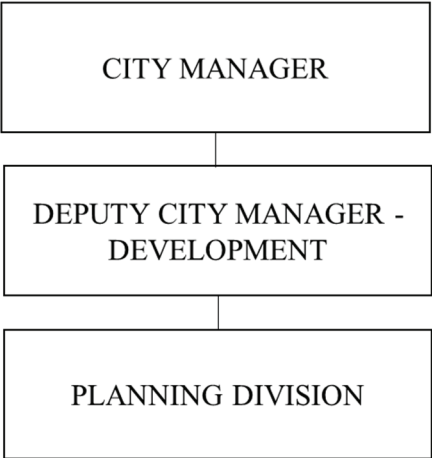 CITY MANAGER
DEPUTY CITY MANAGER -
DEVELOPMENT
PLANNING DIVISION